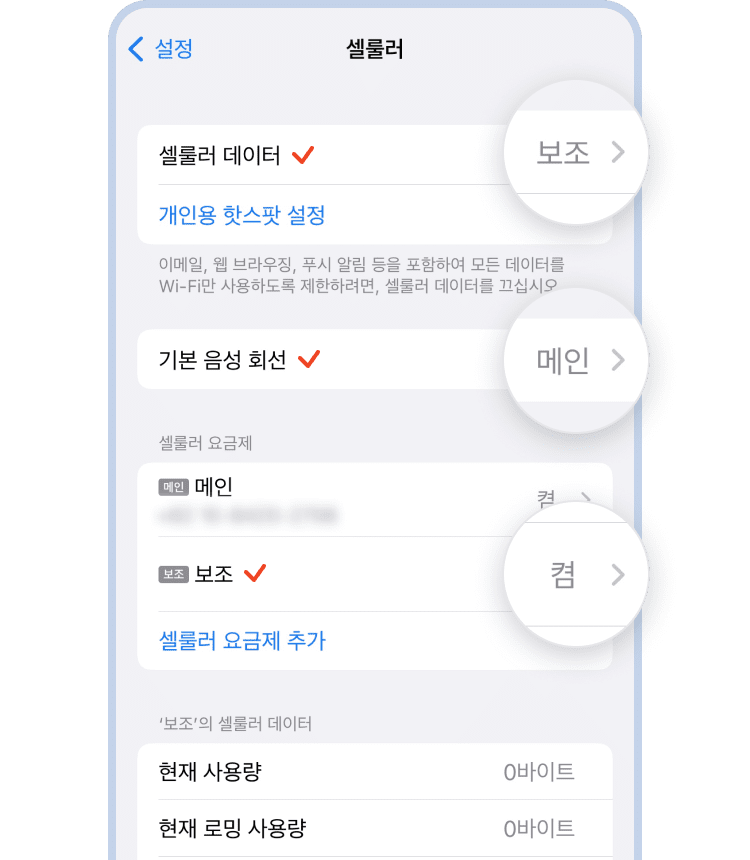 설정
셀룰러
셀룰러 데이터
보조
개인용 핫스팟 설정
이메일, 웹 브라우징, 푸시 알림 등을 포함하여 모든 데이터를
Wi-Fi만 사용하도록 제한하려면, 셀룰러 데이터를 끄십시오
기본 음성 회선
메인
셀룰러 요금제
메인 메인
켬
보조 보조
켬
셀룰러 요금제 추가
‘보조’의 셀룰러 데이터
현재 사용량 0바이트
현재 로밍 사용량 0바이트